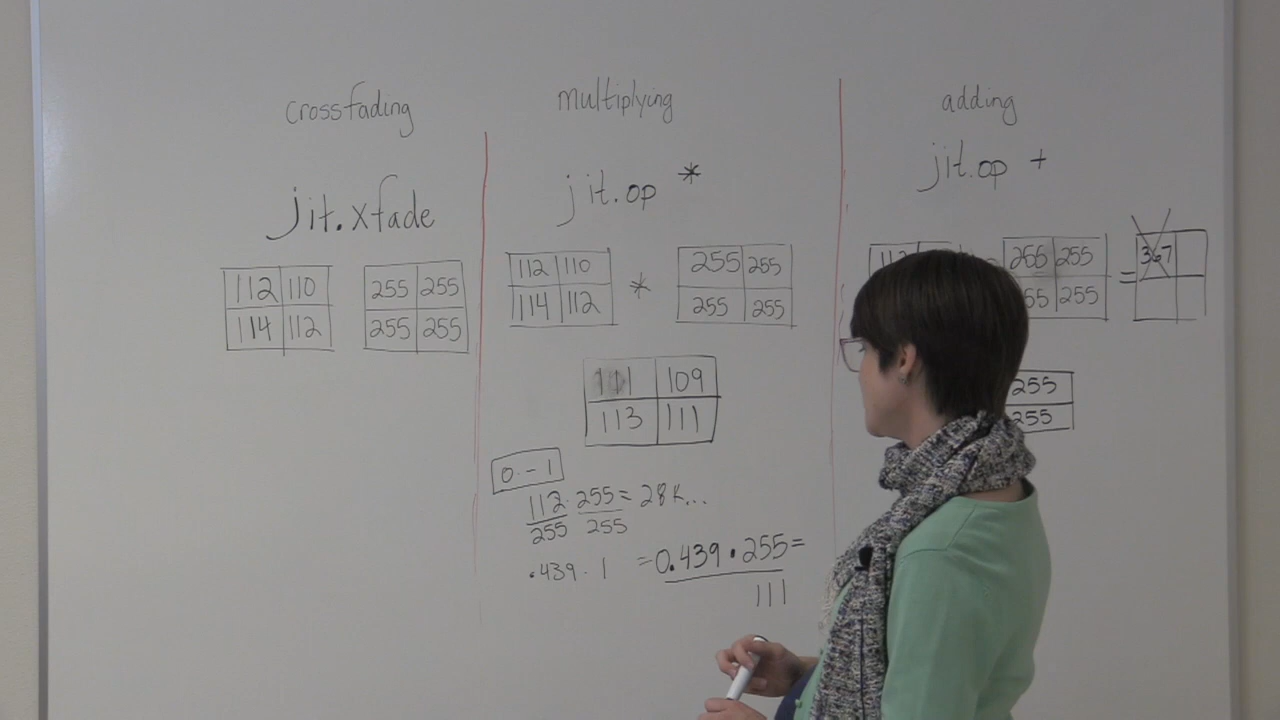 crossfading
jit.xfade
112 110
114 112
255 255
255 255
multiplying
jit.op *
112 110
114 112
*
255 255
255 255
111 109
113 111
0.-1
112/255 · 255/255 = 28K...
.439 · 1 = 0.439 · 255 =
111
adding
jit.op +
255 255
255
= 367
255
255